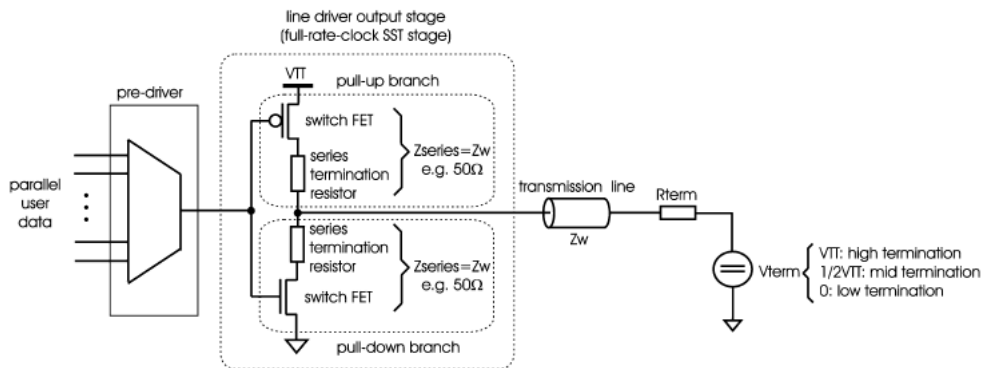 line driver output stage
(full-rate-clock SST stage)
VTT
pull-up branch
pre-driver
switch FET
series
termination
resistor
Zseries=Zw
e.g. 50Ω
parallel
user
data
transmission line
Zw
Rterm
series
termination
resistor
switch FET
Zseries=Zw
e.g. 50Ω
pull-down branch
Vterm
VTT: high termination
1/2VTT: mid termination
0: low termination